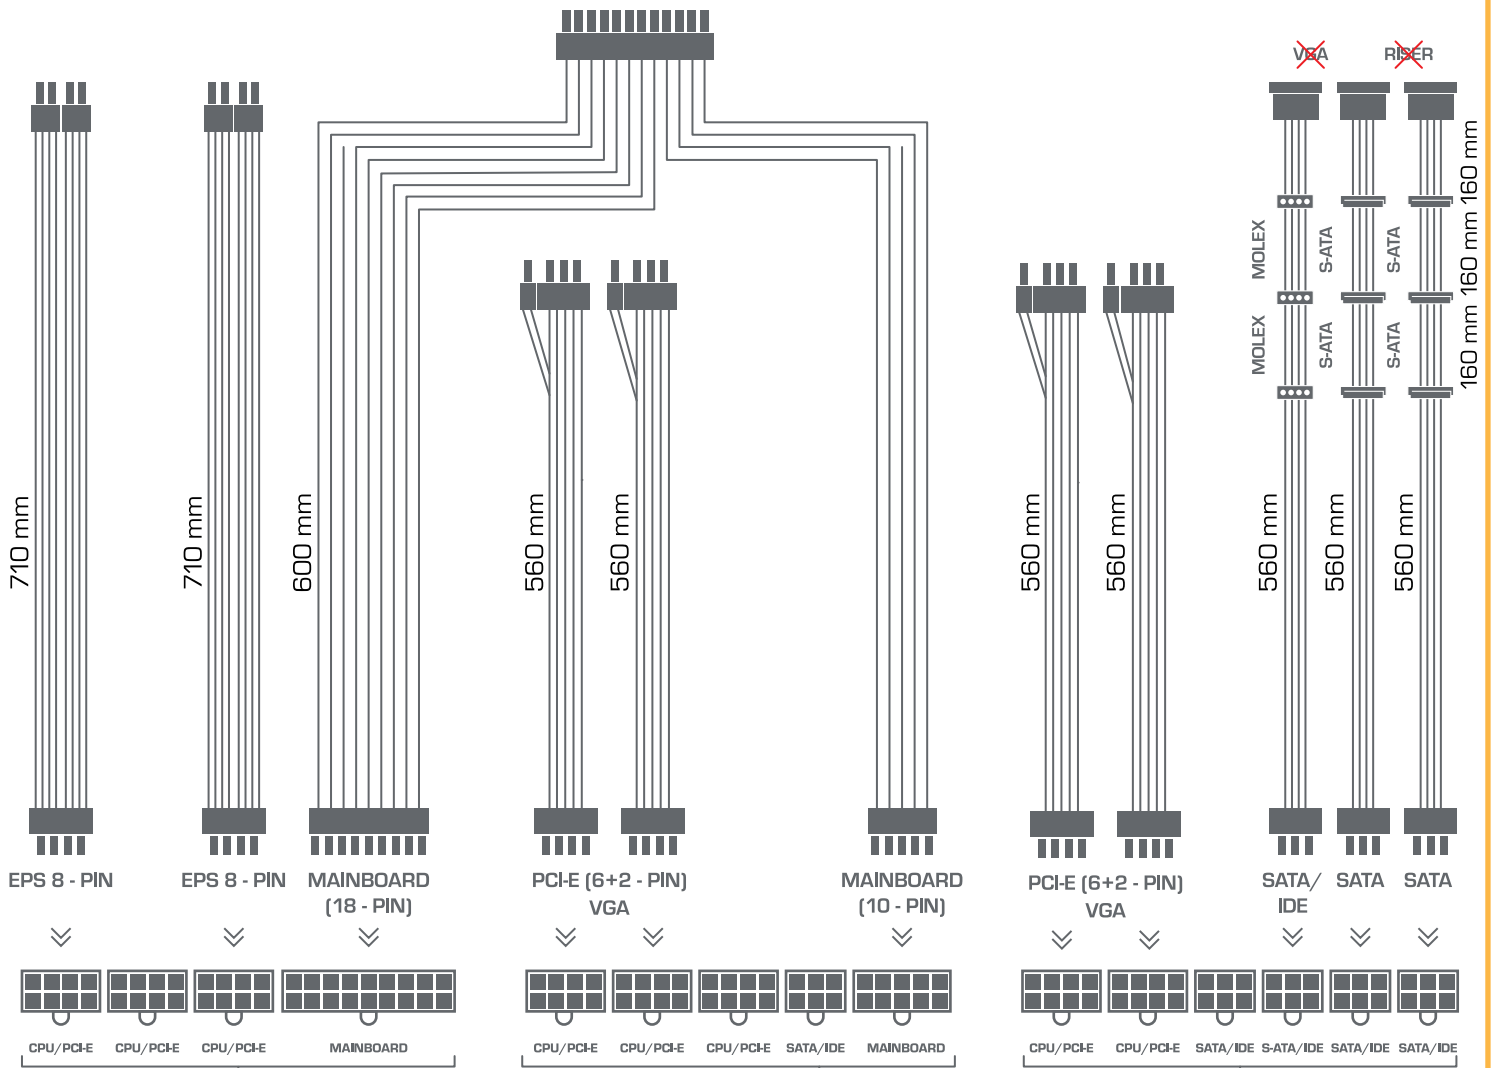 VGA
RISER
160 mm
160 mm
160 mm
MOLEX
S-ATA
S-ATA
MOLEX
S-ATA
S-ATA
710 mm
710 mm
600 mm
560 mm
560 mm
560 mm
560 mm
560 mm
560 mm
560 mm
EPS 8 - PIN
EPS 8 - PIN
MAINBOARD
(18 - PIN)
PCI-E (6+2 - PIN)
VGA
MAINBOARD
(10 - PIN)
PCI-E (6+2 - PIN)
VGA
SATA/
IDE
SATA
SATA
CPU/PCI-E
CPU/PCI-E
CPU/PCI-E
MAINBOARD
CPU/PCI-E
CPU/PCI-E
CPU/PCI-E
SATA/IDE
MAINBOARD
CPU/PCI-E
CPU/PCI-E
SATA/IDE
S-ATA/IDE
SATA/IDE
SATA/IDE